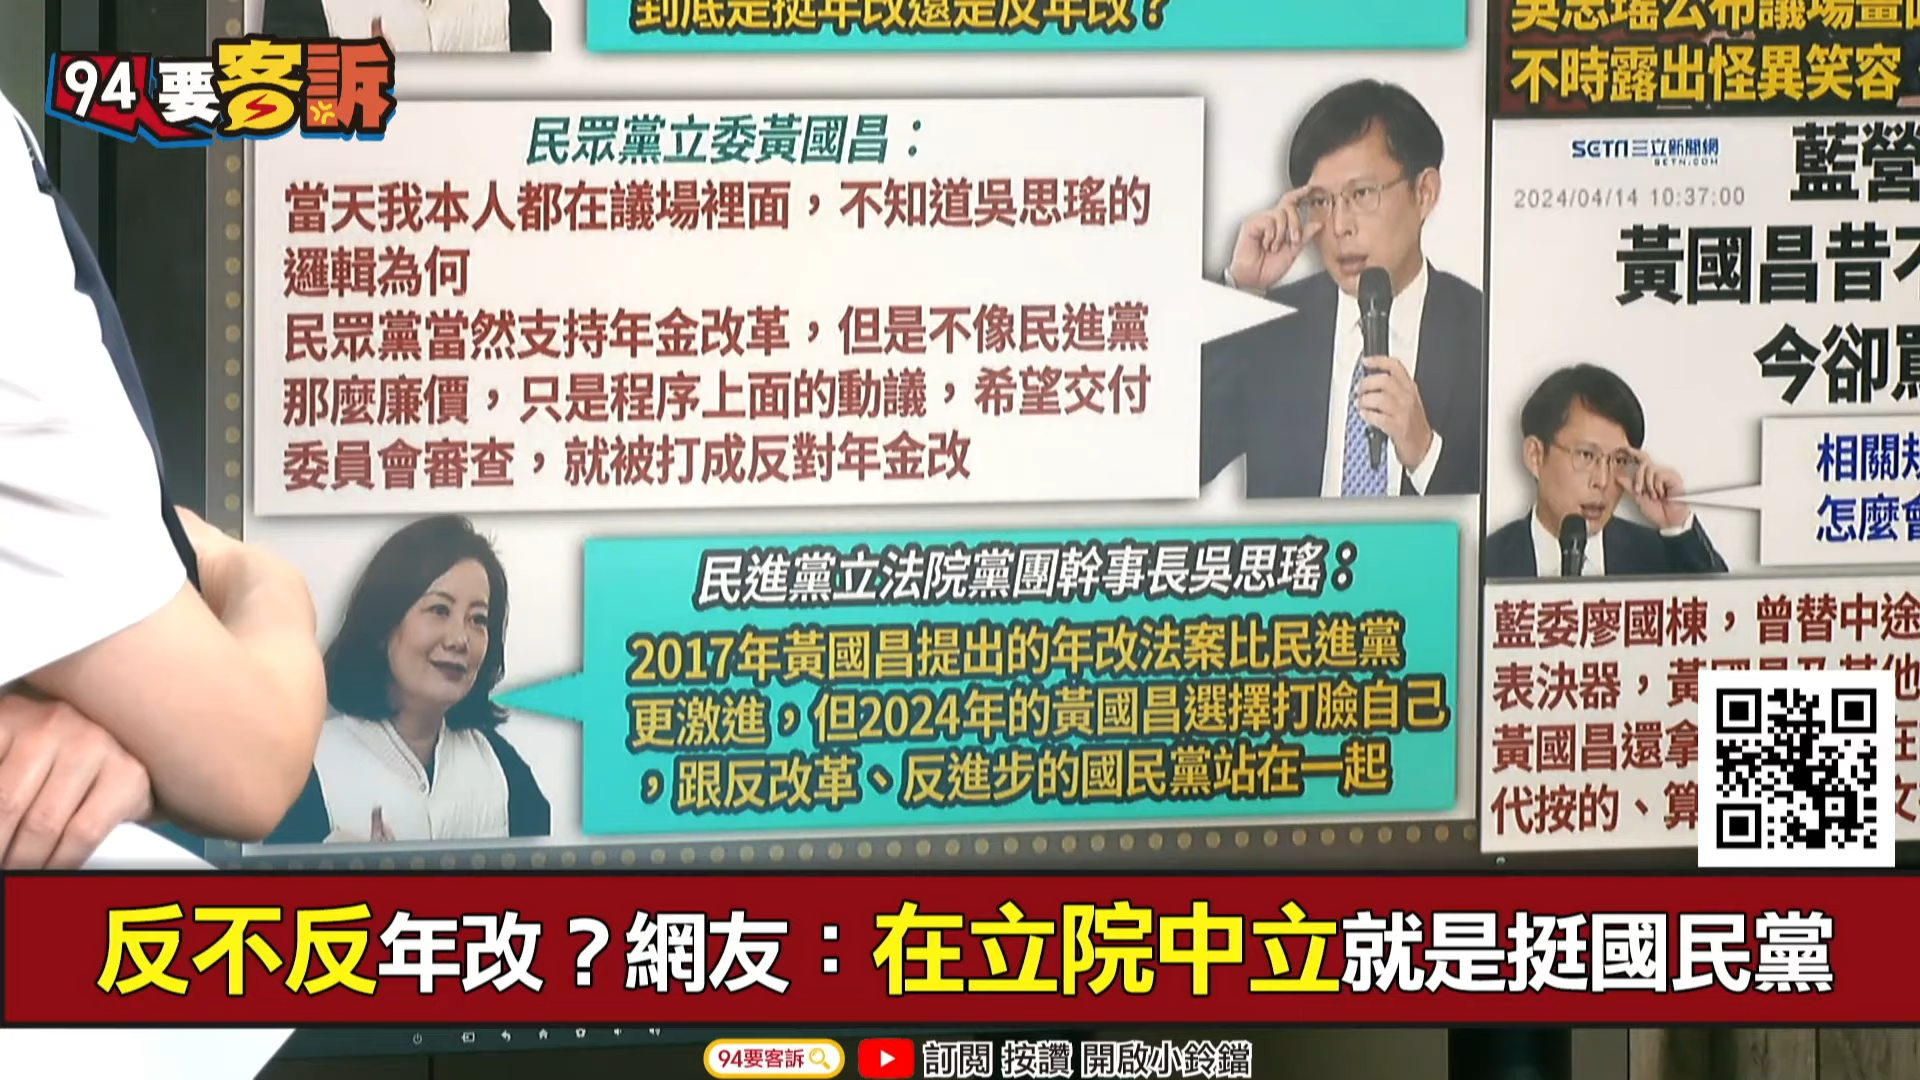 94要客訴
到底是挺年改還是反年改？
民眾黨立委黃國昌：
當天我本人都在議場裡面，不知道吳思瑤的
邏輯為何
民眾黨當然支持年金改革，但是不像民進黨
那麼廉價，只是程序上面的動議，希望交付
委員會審查，就被打成反對年金改
民進黨立法院黨團幹事長吳思瑤：
2017年黃國昌提出的年改法案比民進黨
更激進，但2024年的黃國昌選擇打臉自己
，跟反改革、反進步的國民黨站在一起
吳思瑤公布議場畫
不時露出怪異笑容
SETN三立新聞網
SETN.COM
藍營
2024/04/14 10:37:00
黃國昌昔不
今卻罵
相關規
怎麼會
藍委廖國棟，曾替中途
表決器，黃國昌及其他
黃國昌還拿 在
代按的、算 文
反不反年改？網友：在立院中立就是挺國民黨
94要客訴
訂閱 按讚 開啟小鈴鐺